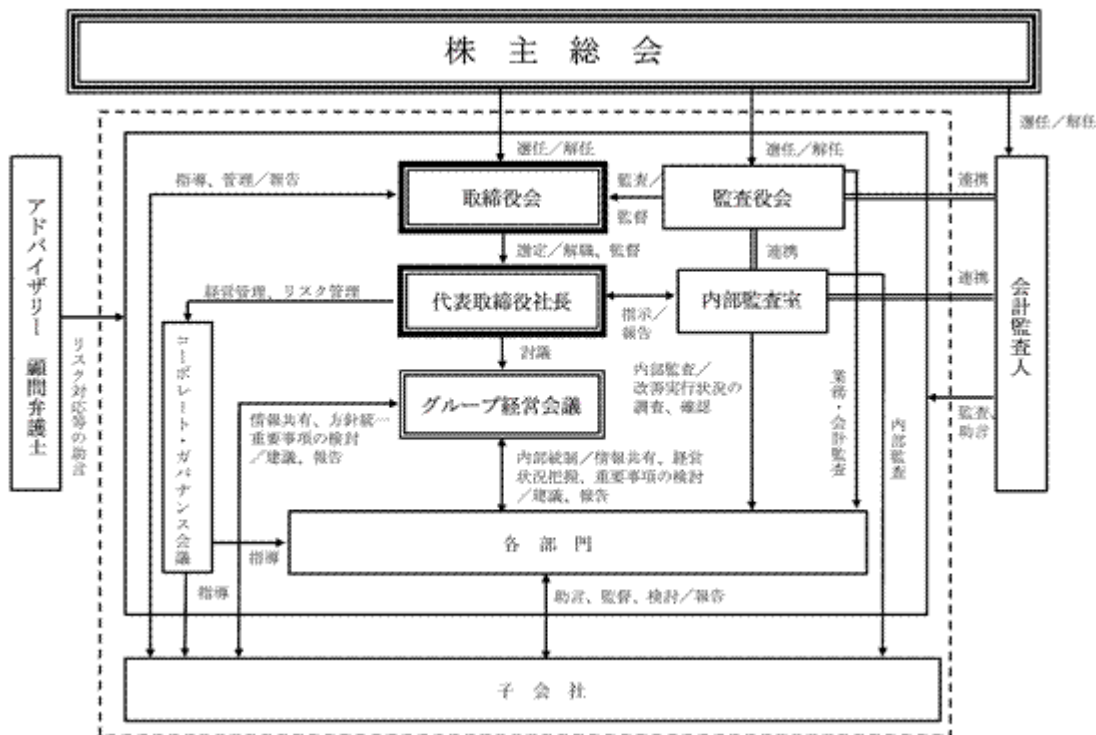 株主総会
選任／解任
選任／解任
選任／解任
指導、管理／報告
取締役会
監査／
監督
監査役会
連携
選定／解職、監督
連携
アドバイザリー 顧問弁護士
経営管理、リスク管理
代表取締役社長
指示／
報告
内部監査室
連携
会計監査人
リスク対応等の助言
コーポレート・ガバナンス会議
討議
グループ経営会議
内部監査／
改善実行状況の
調査、確認
業務・会計監査
内部監査
監査、
助言
情報共有、方針統一
重要事項の検討
／建議、報告
内部統制／情報共有、経営
状況把握、重要事項の検討
／建議、報告
各部門
指導
指導
助言、監督、検討／報告
子会社